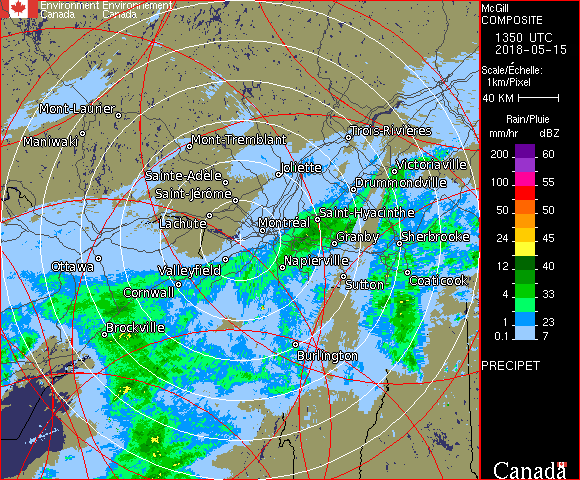 Environment Environnement
Canada Canada
McGill
COMPOSITE
1350 UTC
2018-05-15
Scale/Échelle:
1km/Pixel
40 KM
Rain/Pluie
mm/hr dBZ
200 60
100 55
50 50
24 45
12 40
4 33
1 23
0.1 7
PRECIPET
Canada
Mont-Laurier
Maniwaki
Mont-Tremblant
Trois-Rivières
Sainte-Adèle
Joliette
Victoriaville
Saint-Jérôme
Drummondville
Lachute
Montréal
Saint-Hyacinthe
Granby
Sherbrooke
Ottawa
Valleyfield
Napierville
Cornwall
Sutton
Coaticook
Brockville
Burlington